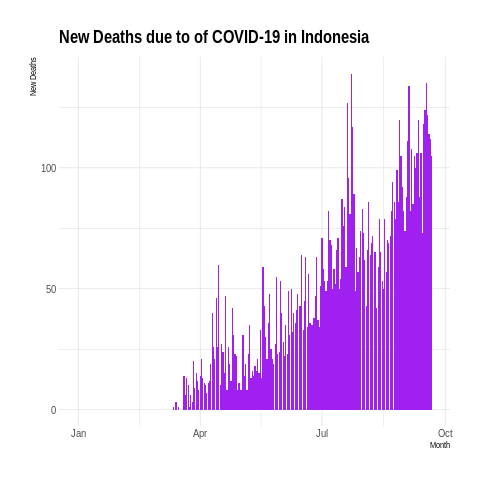 New Deaths due to of COVID-19 in Indonesia
New Deaths
100
50
0
Jan Apr Jul Oct
Month